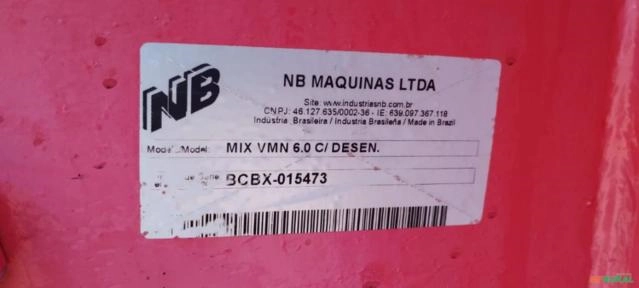 NB
NB MAQUINAS LTDA
Site: www.industriasnb.com.br
CNPJ: 46.127.635/0002-36 - IE: 639.097.367.118
Indústria Brasileira / Industria Brasileña / Made in Brazil
Model: MIX VMN 6.0 C/ DESEN.
BCBX-015473